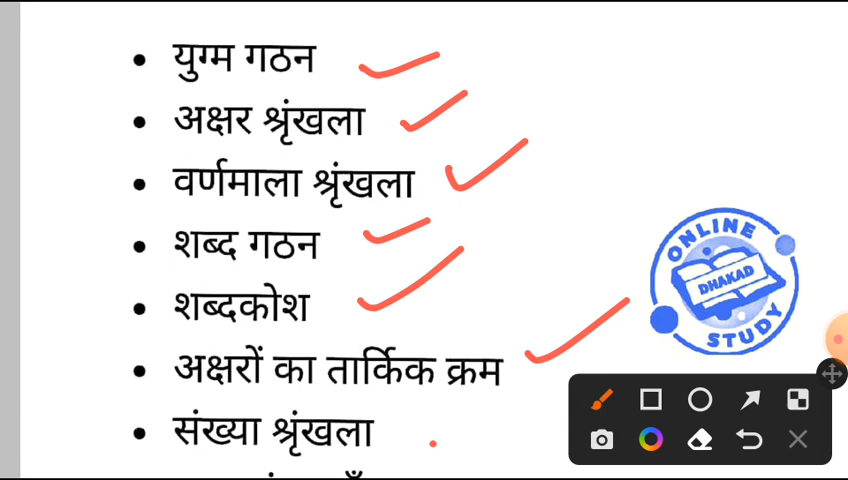 युग्म गठन
अक्षर श्रृंखला
वर्णमाला श्रृंखला
शब्द गठन
शब्दकोश
अक्षरों का तार्किक क्रम
संख्या श्रृंखला
ONLINE
DHAKAD
STUDY